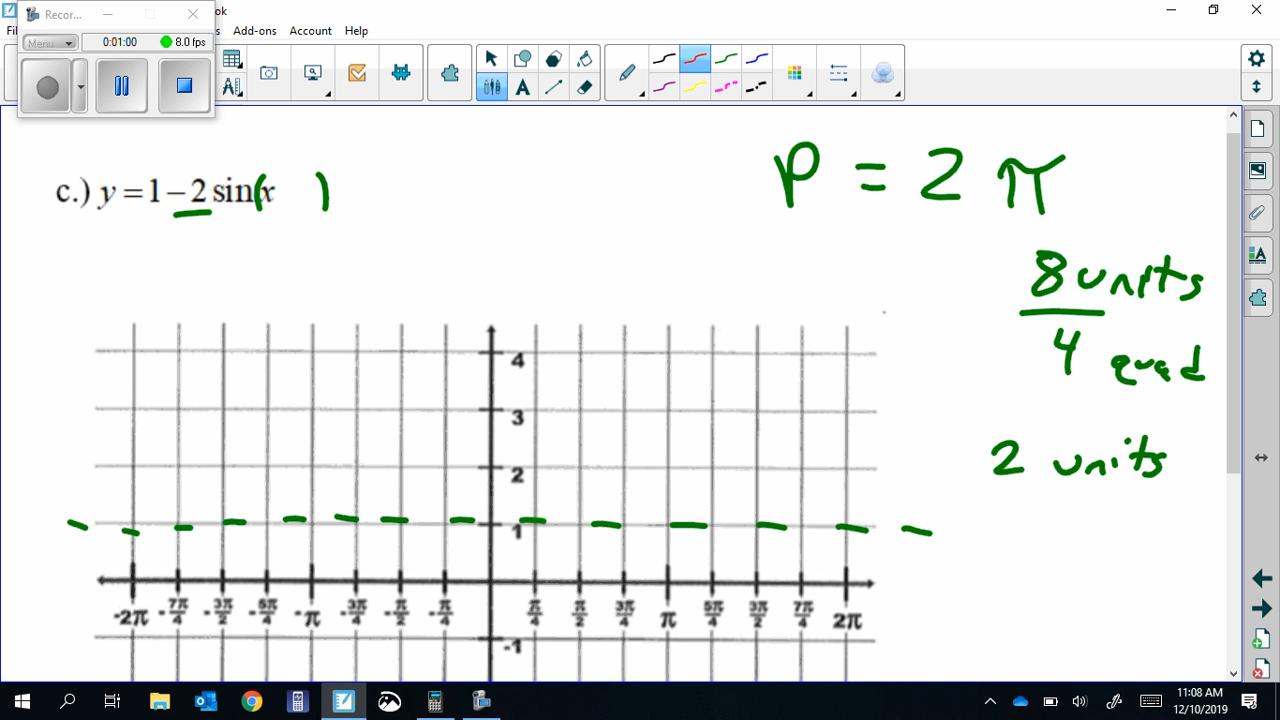 Recor...
ok
Fil
s Add-ons Account Help
Menu 0:01:00 8.0 fps
A
c.) y = 1 − 2 sin(x )
P = 2 π
8 units
4 quad
2 units
4
3
2
1
-2π -7π/4 -3π/2 -5π/4 -π -3π/4 -π/2 -π/4 π/4 π/2 3π/4 π 5π/4 3π/2 7π/4 2π
-1
11:08 AM
12/10/2019